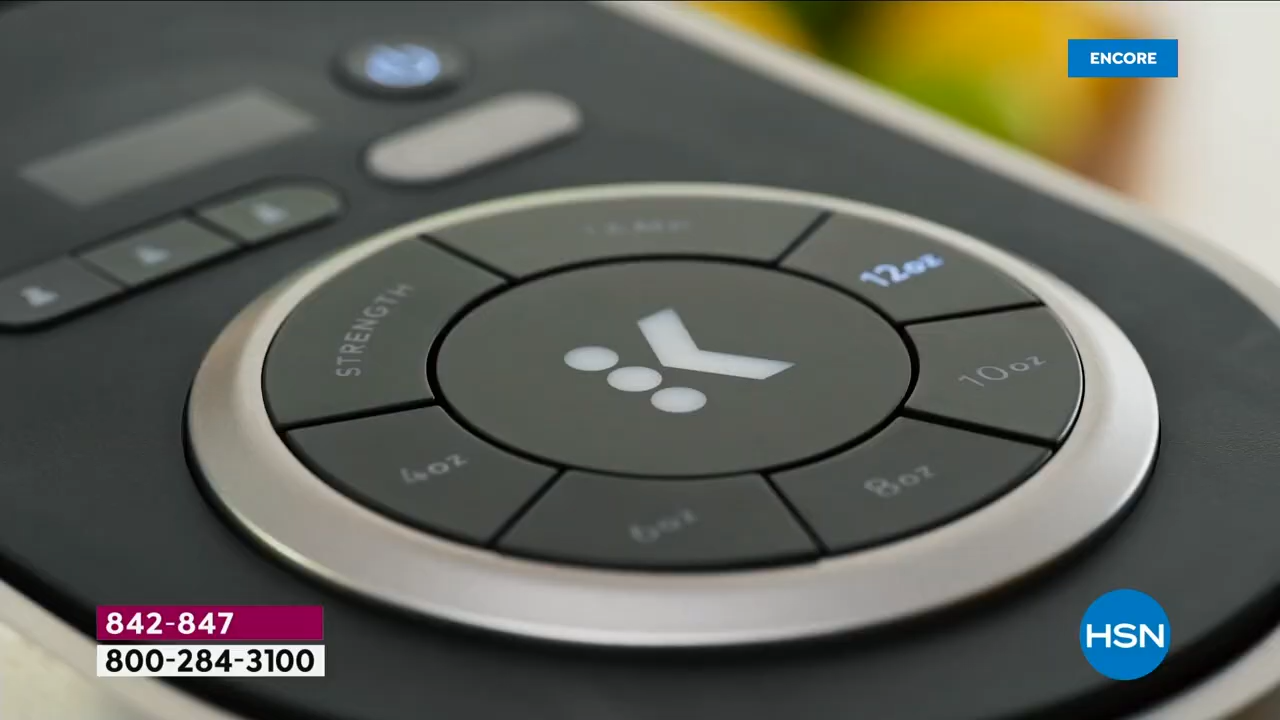 ENCORE
12oz
STRENGTH
10oz
4oz
8oz
6oz
842-847
800-284-3100
HSN